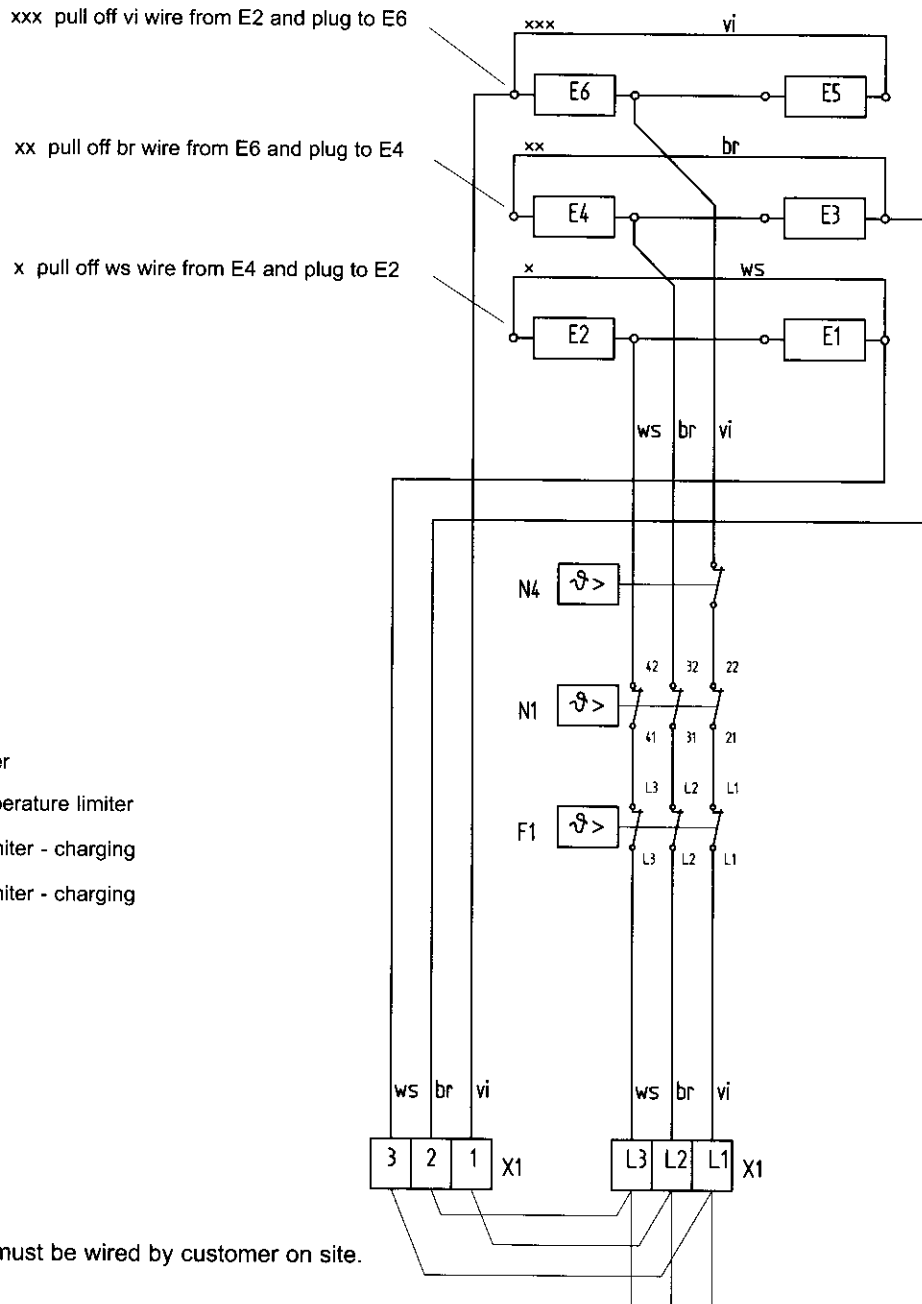 xxx pull off vi wire from E2 and plug to E6
xxx
vi
E6
E5
xx pull off br wire from E6 and plug to E4
xx
br
E4
E3
x pull off ws wire from E4 and plug to E2
x
ws
E2
E1
ws br vi
N4
ϑ>
42 32 22
N1
ϑ>
41 31 21
L3 L2 L1
F1
ϑ>
L3 L2 L1
er
perature limiter
niter - charging
niter - charging
ws br vi
ws br vi
3 2 1 X1
L3 L2 L1 X1
must be wired by customer on site.